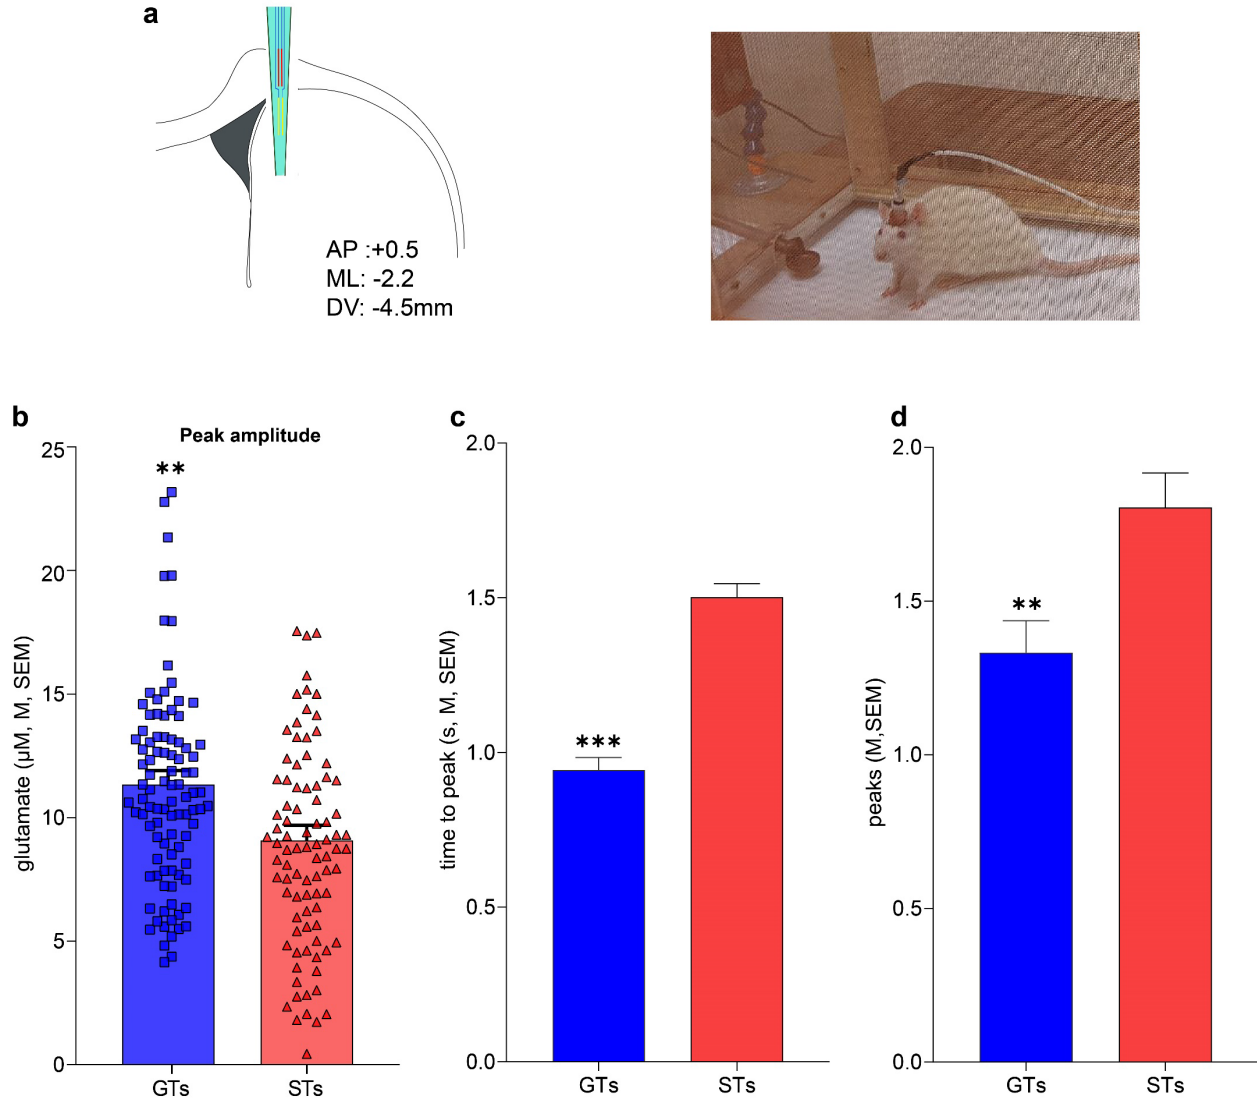 a
AP :+0.5
ML: -2.2
DV: -4.5mm
b
Peak amplitude
**
glutamate (µM, M, SEM)
25
20
15
10
5
0
GTs
STs
c
***
time to peak (s, M, SEM)
2.0
1.5
1.0
0.5
0.0
GTs
STs
d
**
peaks (M,SEM)
2.0
1.5
1.0
0.5
0.0
GTs
STs